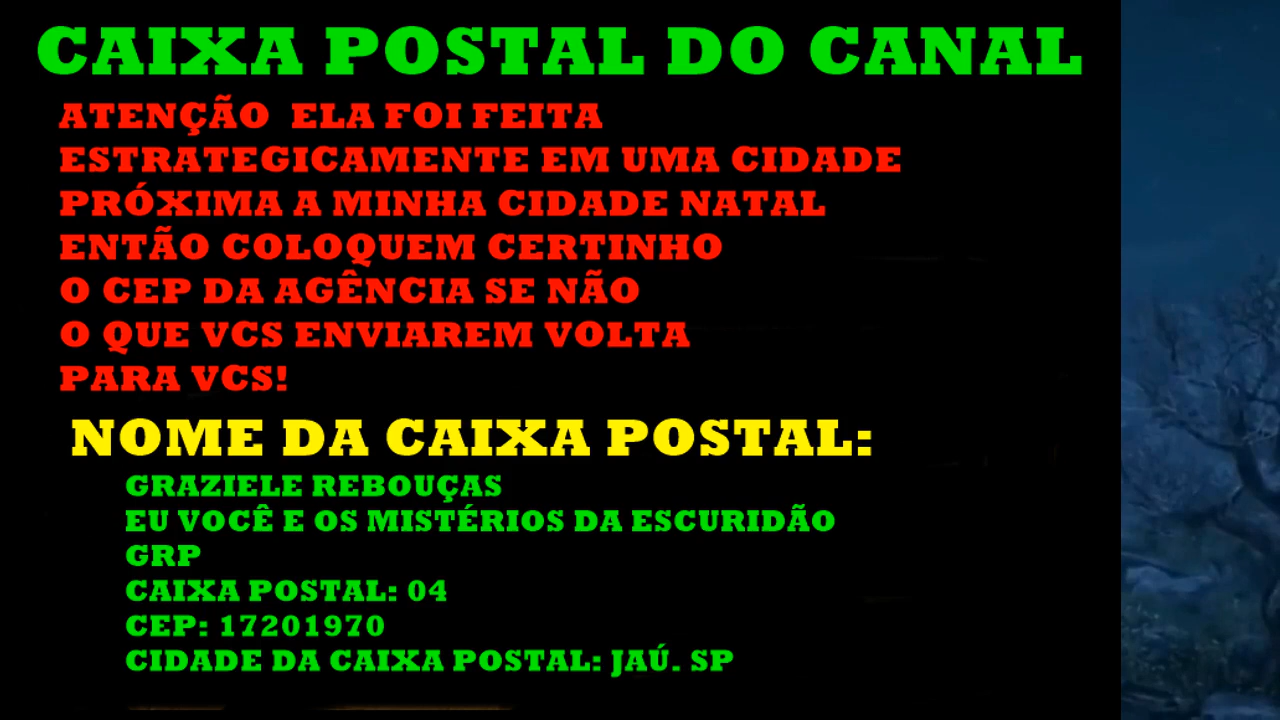 CAIXA POSTAL DO CANAL
ATENÇÃO ELA FOI FEITA
ESTRATEGICAMENTE EM UMA CIDADE
PRÓXIMA A MINHA CIDADE NATAL
ENTÃO COLOQUEM CERTINHO
O CEP DA AGÊNCIA SE NÃO
O QUE VCS ENVIAREM VOLTA
PARA VCS!
NOME DA CAIXA POSTAL:
GRAZIELE REBOUÇAS
EU VOCÊ E OS MISTÉRIOS DA ESCURIDÃO
GRP
CAIXA POSTAL: 04
CEP: 17201970
CIDADE DA CAIXA POSTAL: JAÚ. SP